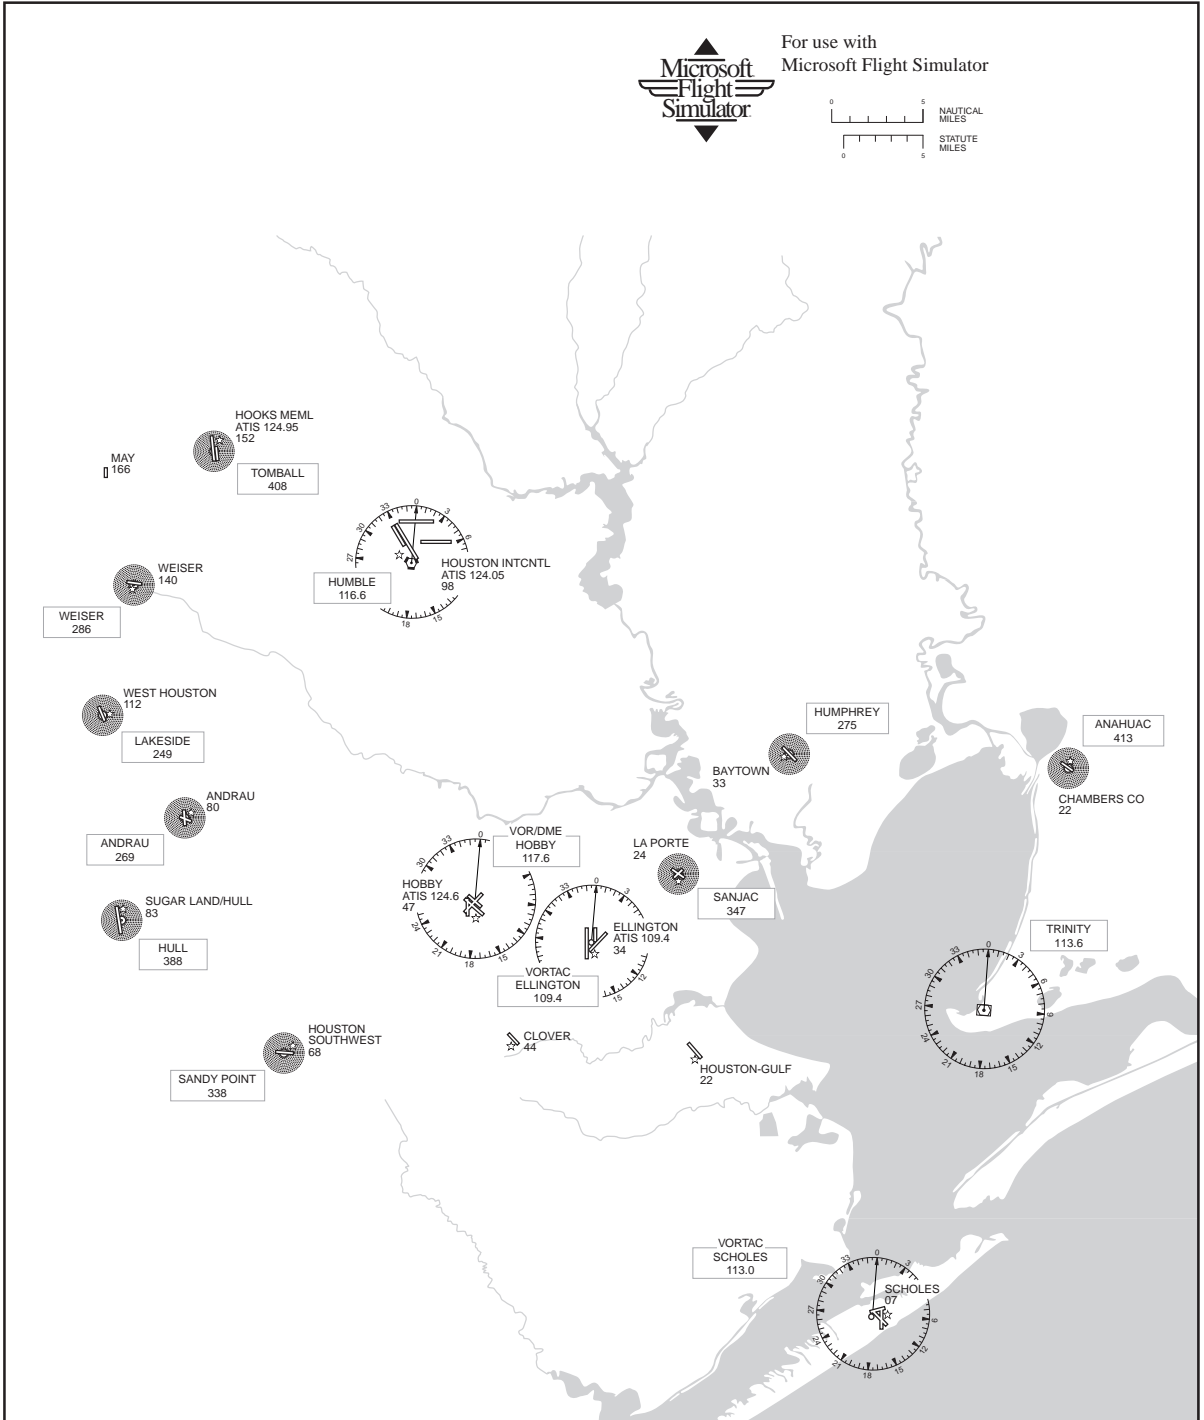 For use with
Microsoft Flight Simulator
Microsoft
Flight
Simulator
0 5
NAUTICAL
MILES
STATUTE
MILES
0 5
HOOKS MEML
ATIS 124.95
152
MAY
166
TOMBALL
408
33 0 3
30 6
27
HOUSTON INTCNTL
ATIS 124.05
98
HUMBLE
116.6
18 15
WEISER
140
WEISER
286
WEST HOUSTON
112
LAKESIDE
249
HUMPHREY
275
ANAHUAC
413
BAYTOWN
33
CHAMBERS CO
22
ANDRAU
80
ANDRAU
269
VOR/DME
HOBBY
117.6
33 0
30
HOBBY
ATIS 124.6
47
24
21 18 15
LA PORTE
24
SANJAC
347
SUGAR LAND/HULL
83
HULL
388
33 0 3
ELLINGTON
ATIS 109.4
34
12
15
VORTAC
ELLINGTON
109.4
TRINITY
113.6
33 0 3
30 6
27 9
24 12
21 18 15
HOUSTON
SOUTHWEST
68
SANDY POINT
338
CLOVER
44
HOUSTON-GULF
22
VORTAC
SCHOLES
113.0
33 0 3
30
SCHOLES
07
27 9
24 12
21 18 15